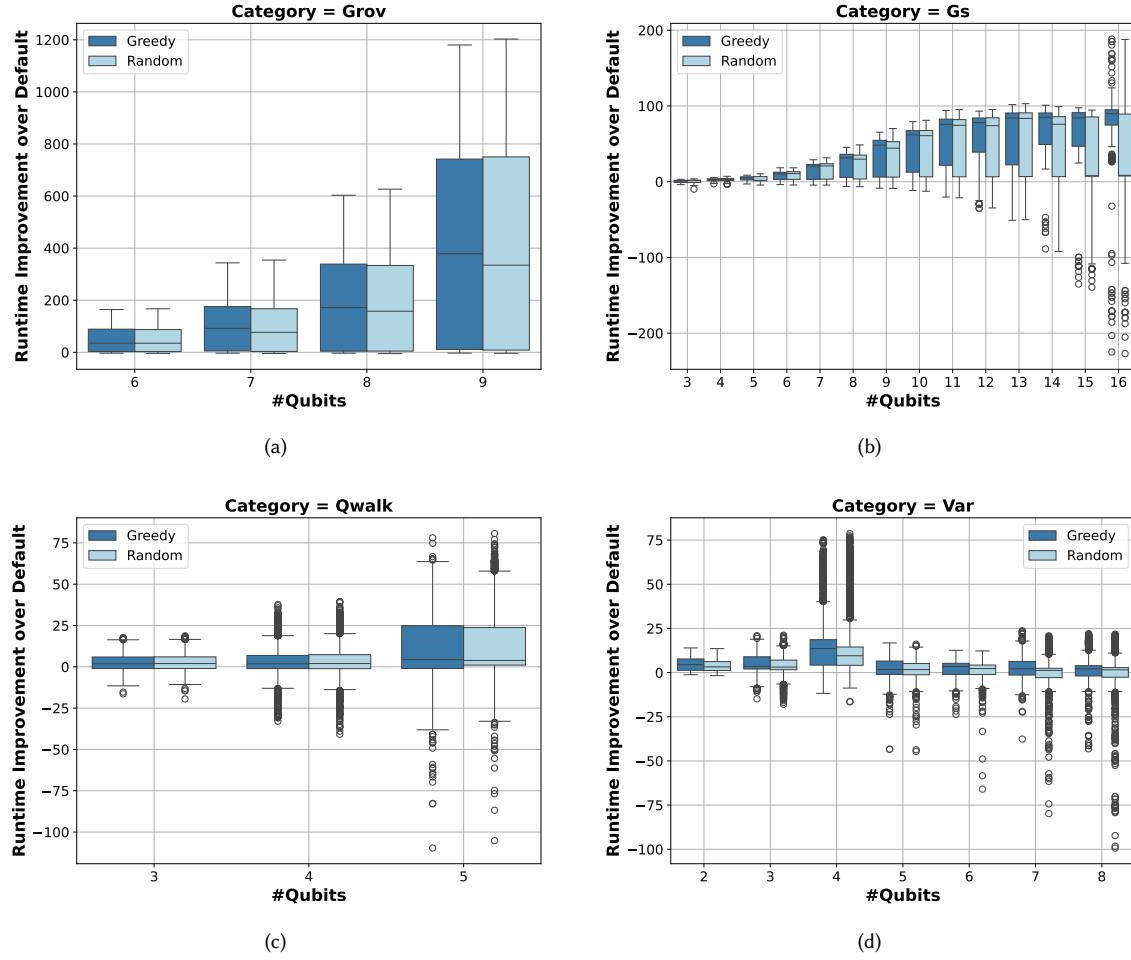 Category = Grov
Runtime Improvement over Default
1200
1000
800
600
400
200
0
Greedy
Random
6 7 8 9
#Qubits
(a)
Category = Gs
Runtime Improvement over Default
200
100
0
−100
−200
Greedy
Random
3 4 5 6 7 8 9 10 11 12 13 14 15 16
#Qubits
(b)
Category = Qwalk
Runtime Improvement over Default
75
50
25
0
−25
−50
−75
−100
Greedy
Random
3 4 5
#Qubits
(c)
Category = Var
Runtime Improvement over Default
75
50
25
0
−25
−50
−75
−100
Greedy
Random
2 3 4 5 6 7 8
#Qubits
(d)